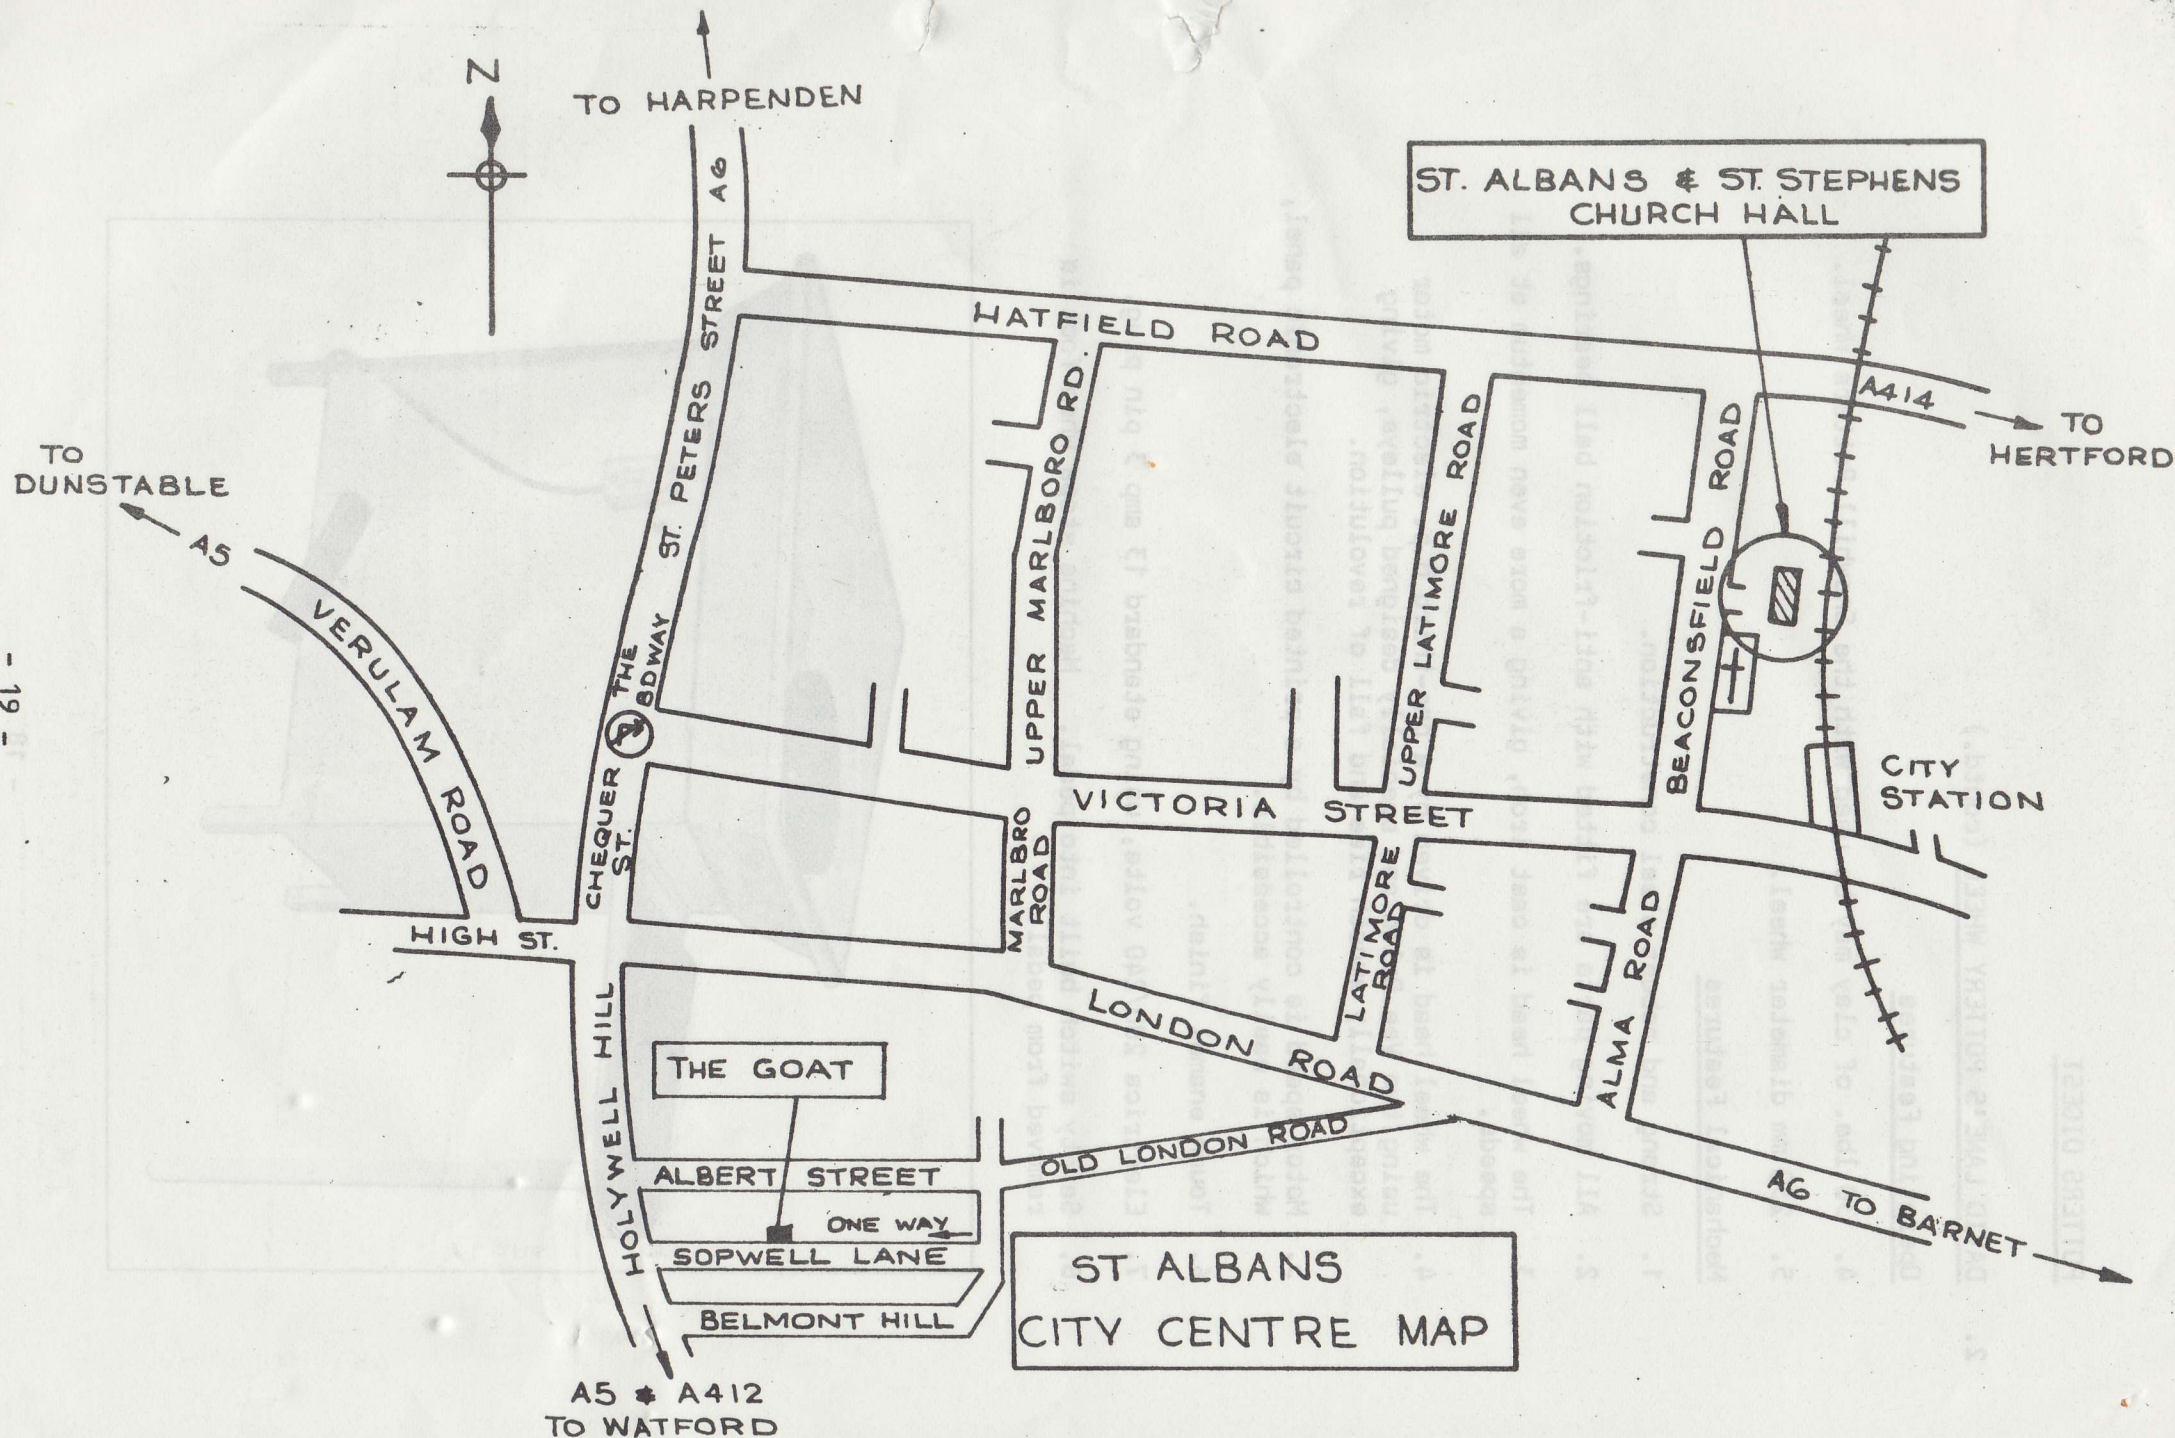 N
TO HARPENDEN
ST. PETERS STREET A6
ST. ALBANS & ST. STEPHENS
CHURCH HALL
HATFIELD ROAD
A414
TO
HERTFORD
TO
DUNSTABLE
A5
VERULAM ROAD
THE
BDWAY
UPPER MARLBORO RD.
UPPER LATIMORE ROAD
BEACONSFIELD ROAD
CITY
STATION
CHEQUER
ST.
VICTORIA STREET
MARLBRO
ROAD
LATIMORE
ROAD
ALMA ROAD
HIGH ST.
LONDON ROAD
HOLYWELL HILL
THE GOAT
ALBERT STREET
OLD LONDON ROAD
ONE WAY
SOPWELL LANE
BELMONT HILL
A6 TO BARNET
ST ALBANS
CITY CENTRE MAP
A5 & A412
TO WATFORD
- 19 -